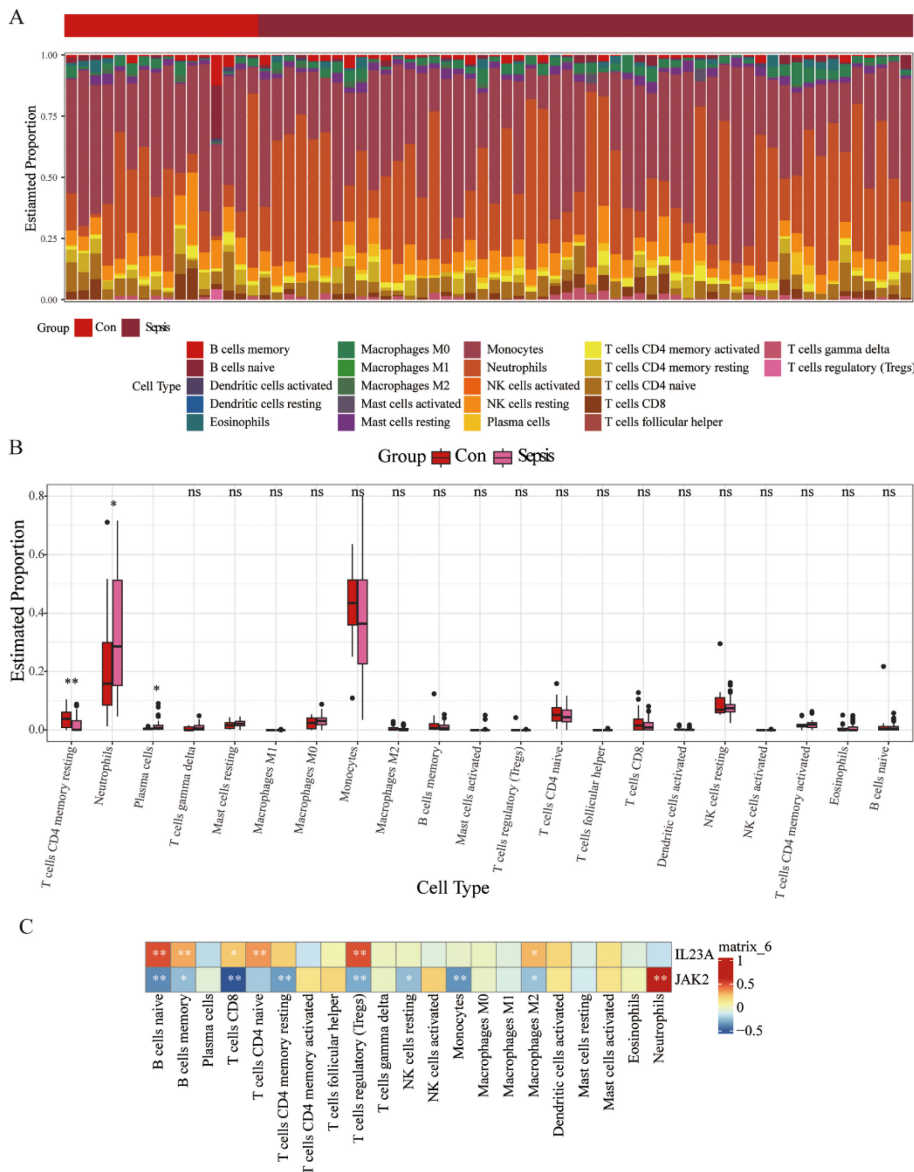 A
1.00
0.75
0.50
0.25
0.00
Estiamted Proportion
Group Con Sepsis
Cell Type
B cells memory
B cells naive
Dendritic cells activated
Dendritic cells resting
Eosinophils
Macrophages M0
Macrophages M1
Macrophages M2
Mast cells activated
Mast cells resting
Monocytes
Neutrophils
NK cells activated
NK cells resting
Plasma cells
T cells CD4 memory activated
T cells CD4 memory resting
T cells CD4 naive
T cells CD8
T cells follicular helper
T cells gamma delta
T cells regulatory (Tregs)
B
Group Con Sepsis
0.8
0.6
0.4
0.2
0.0
Estimated Proportion
** * * ns ns ns ns ns ns ns ns ns ns ns ns ns ns ns ns ns ns
T cells CD4 memory resting
Neutrophils
Plasma cells
T cells gamma delta
Mast cells resting
Macrophages M1
Macrophages M0
Monocytes
Macrophages M2
B cells memory
Mast cells activated
T cells regulatory (Tregs)
T cells CD4 naive
T cells follicular helper
T cells CD8
Dendritic cells activated
NK cells resting
NK cells activated
T cells CD4 memory activated
Eosinophils
B cells naive
Cell Type
C
** ** * ** ** * IL23A
** * ** ** ** * ** * ** JAK2
matrix_6
1
0.5
0
−0.5
B cells naive
B cells memory
Plasma cells
T cells CD8
T cells CD4 naive
T cells CD4 memory resting
T cells CD4 memory activated
T cells follicular helper
T cells regulatory (Tregs)
T cells gamma delta
NK cells resting
NK cells activated
Monocytes
Macrophages M0
Macrophages M1
Macrophages M2
Dendritic cells activated
Mast cells resting
Mast cells activated
Eosinophils
Neutrophils